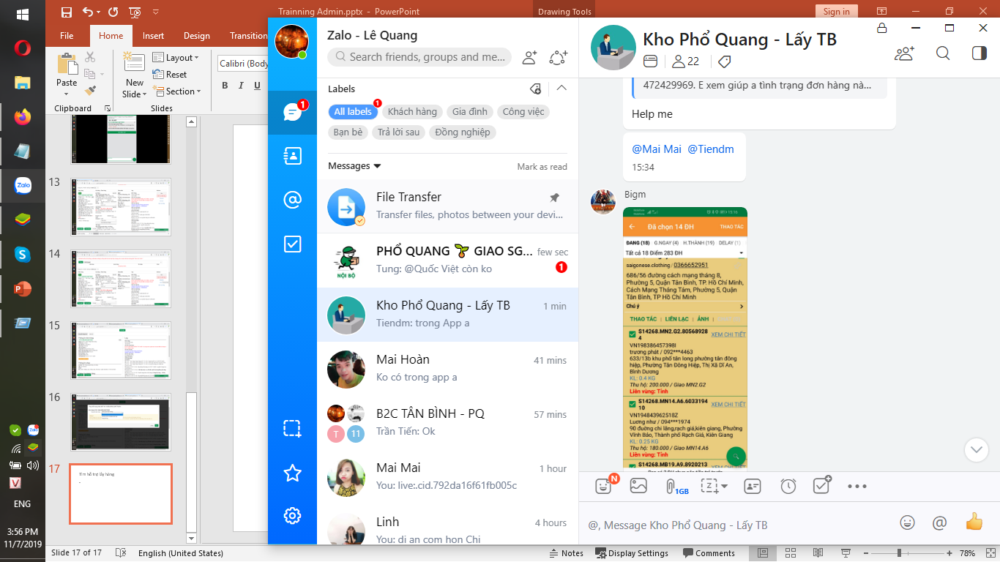 Trainning Admin.pptx - PowerPoint
Drawing Tools
Sign in
File
Home
Insert
Design
Transition
Paste
New
Slide
Layout
Reset
Section
Calibri (Body
B I U
Clipboard
Slides
13
14
15
16
17
Tìm hỗ trợ lấy hàng
ENG
3:56 PM
11/7/2019
Slide 17 of 17
English (United States)
Notes
Display Settings
Comments
78%
Zalo - Lê Quang
Search friends, groups and me...
Labels
All labels
1
Khách hàng
Gia đình
Công việc
Bạn bè
Trả lời sau
Đồng nghiệp
Messages
Mark as read
File Transfer
Transfer files, photos between your devi...
NỘI BỘ
PHỔ QUANG 🌱 GIAO SG...
few sec
Tung: @Quốc Việt còn ko
1
Kho Phổ Quang - Lấy TB
1 min
Tiendm: trong App a
Mai Hoàn
41 mins
Ko có trong app a
T
11
B2C TÂN BÌNH - PQ
57 mins
Trần Tiến: Ok
Mai Mai
1 hour
You: live:.cid.792da16f61fb005c
Linh
4 hours
You: di an com hon Chi
Zalo
1
Kho Phổ Quang - Lấy TB
22
472429969. E xem giúp a tình trạng đơn hàng nà...
Help me
@Mai Mai @Tiendm
15:34
Bigm
Đã chọn 14 ĐH
THAO TÁC
ĐANG (18) G.NGAY (4) H.THÀNH (19) DELAY (1)
Tất cả 18 Điểm 283 ĐH
saigonese.clothing / 0366652951
686/56 đường cách mạng tháng 8,
Phường 5, Quận Tân Bình, TP. Hồ Chí Minh,
Cách Mạng Tháng Tám, Phường 5, Quận
Tân Bình, TP Hồ Chí Minh
Chú ý
THAO TÁC LIÊN LẠC ẢNH
S14268.MN2.G2.80568928
4
XEM CHI TIẾT
VN198386457398I
trương phát / 092***4463
633/13b khu phố tân long phường tân đông
hiệp, Phường Tân Đông Hiệp, Thị Xã Dĩ An,
Bình Dương
KL: 0.4 KG
Thu hộ: 200.000 / Giao MN2.G2
Liên vùng: Tỉnh
S14268.MN14.A6.6033194
10
XEM CHI TIẾT
VN194843962518Z
Lương như / 094***1974
90 đường chi lăng,rạch giá,kiên giang, Phường
Vĩnh Bảo, Thành phố Rạch Giá, Kiên Giang
KL: 0.25 KG
Thu hộ: 180.000 / Giao MN14.A6
Liên vùng: Tỉnh
S14268.MB19.A9.8920213
N
1GB
@, Message Kho Phổ Quang - Lấy TB